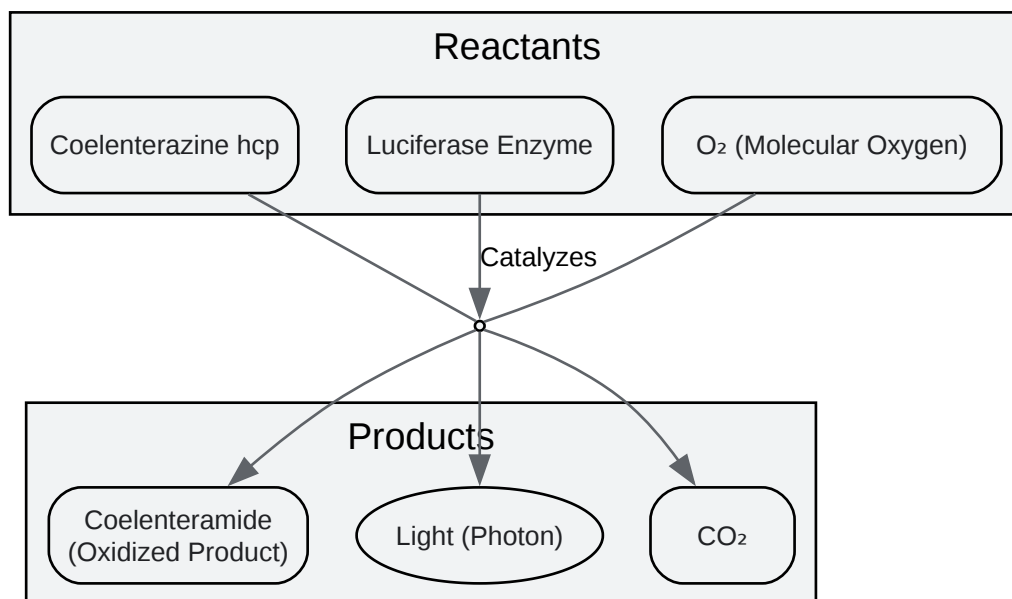 Reactants
Coelenterazine hcp
Luciferase Enzyme
O₂ (Molecular Oxygen)
Catalyzes
Products
Coelenteramide
(Oxidized Product)
Light (Photon)
CO₂